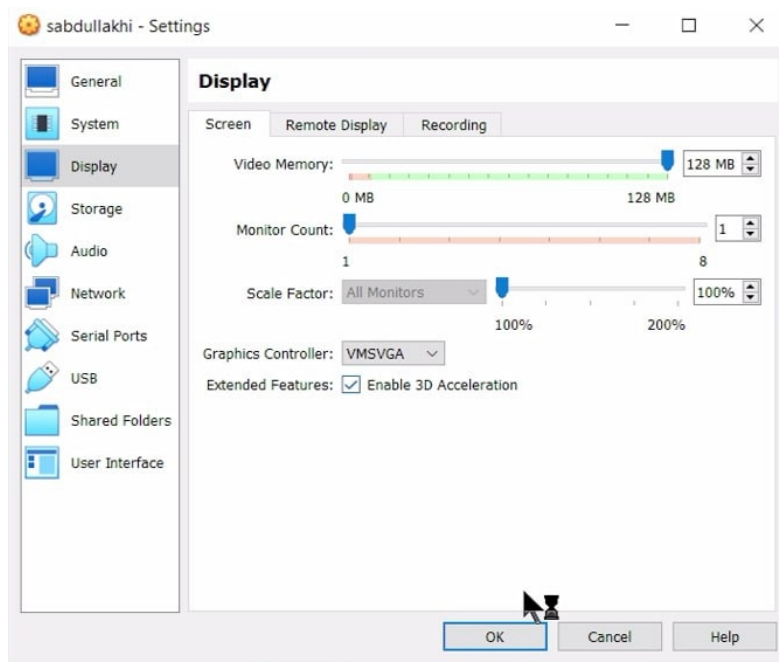 sabdullakhi - Settings
General
System
Display
Storage
Audio
Network
Serial Ports
USB
Shared Folders
User Interface
Display
Screen Remote Display Recording
Video Memory: 128 MB
0 MB 128 MB
Monitor Count: 1
1 8
Scale Factor: All Monitors 100%
100% 200%
Graphics Controller: VMSVGA
Extended Features: Enable 3D Acceleration
OK Cancel Help